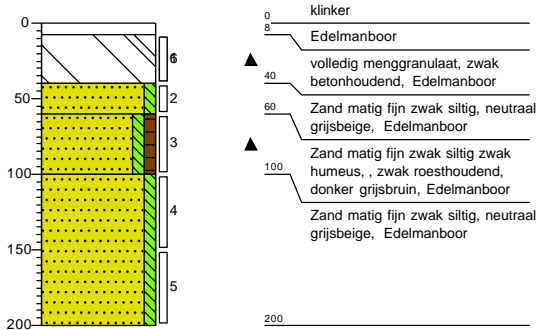 0
50
100
150
200
6
2
3
4
5
0
klinker
8
Edelmanboor
volledig menggranulaat, zwak
betonhoudend, Edelmanboor
40
Zand matig fijn zwak siltig, neutraal
grijsbeige, Edelmanboor
60
Zand matig fijn zwak siltig zwak
humeus, , zwak roesthoudend,
donker grijsbruin, Edelmanboor
100
Zand matig fijn zwak siltig, neutraal
grijsbeige, Edelmanboor
200